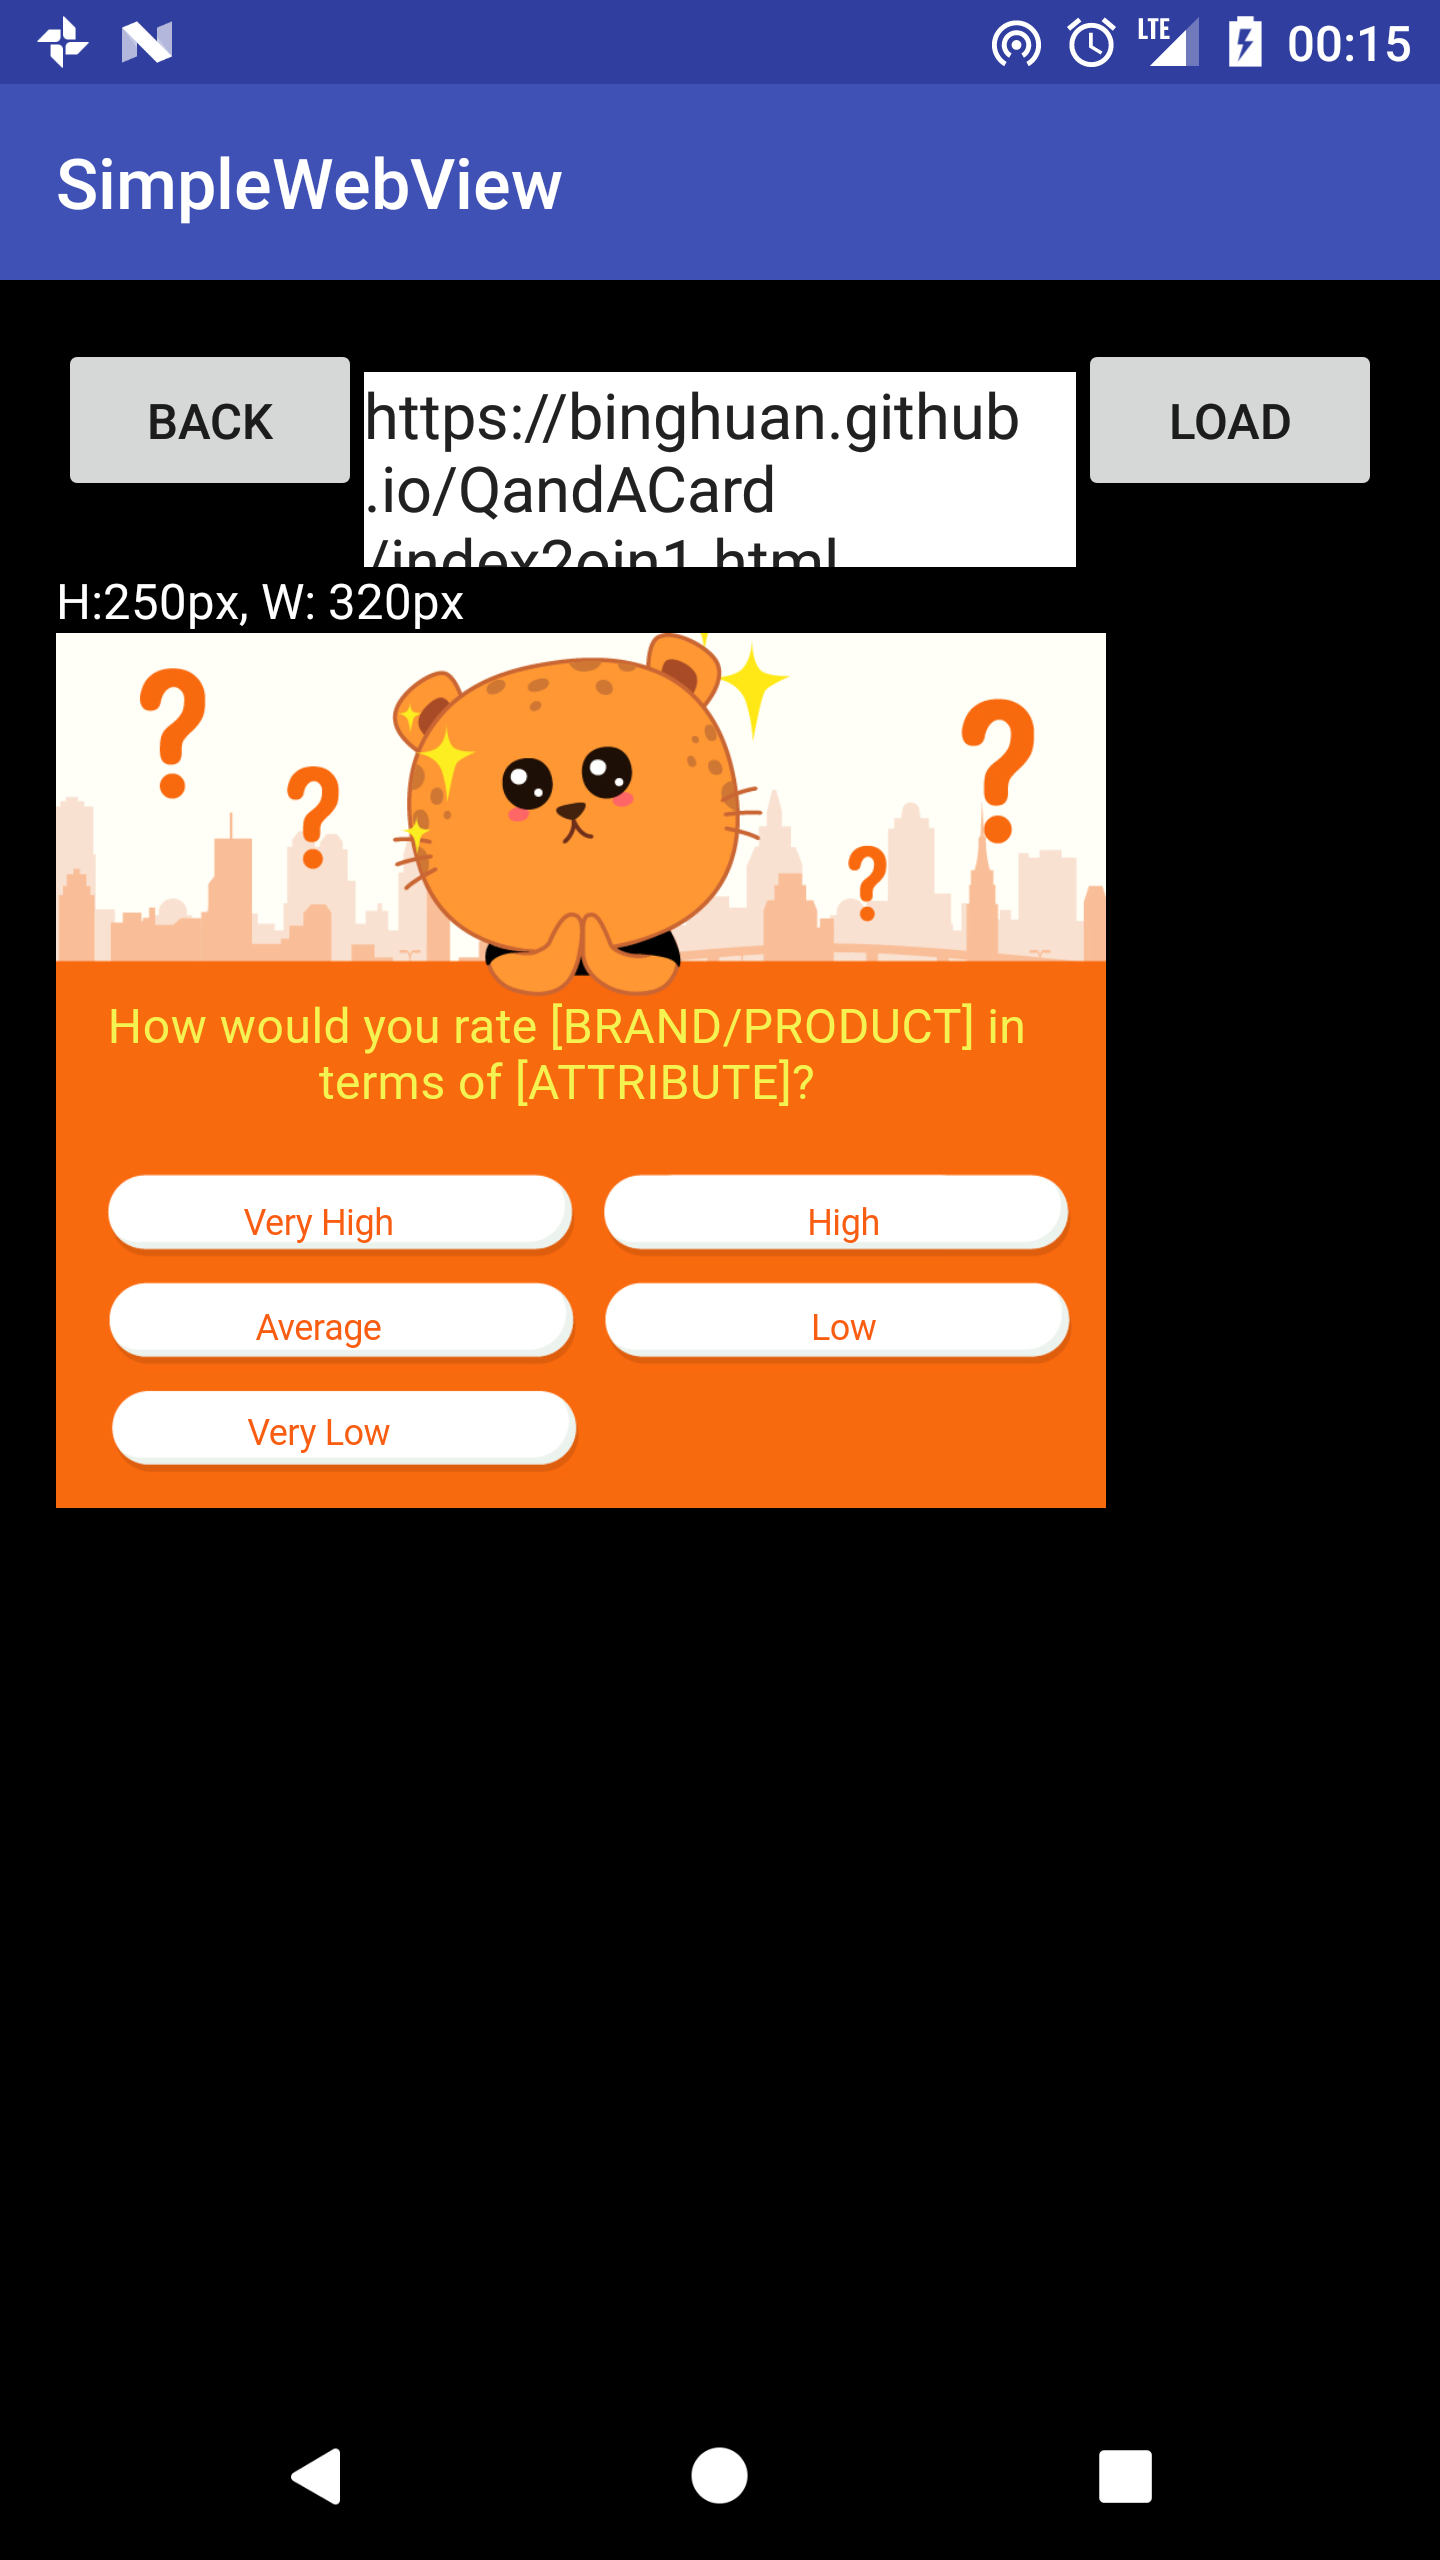 LTE 00:15
SimpleWebView
BACK
https://binghuan.github
.io/QandACard
/index2oin1.html
LOAD
H:250px, W: 320px
How would you rate [BRAND/PRODUCT] in
terms of [ATTRIBUTE]?
Very High
High
Average
Low
Very Low